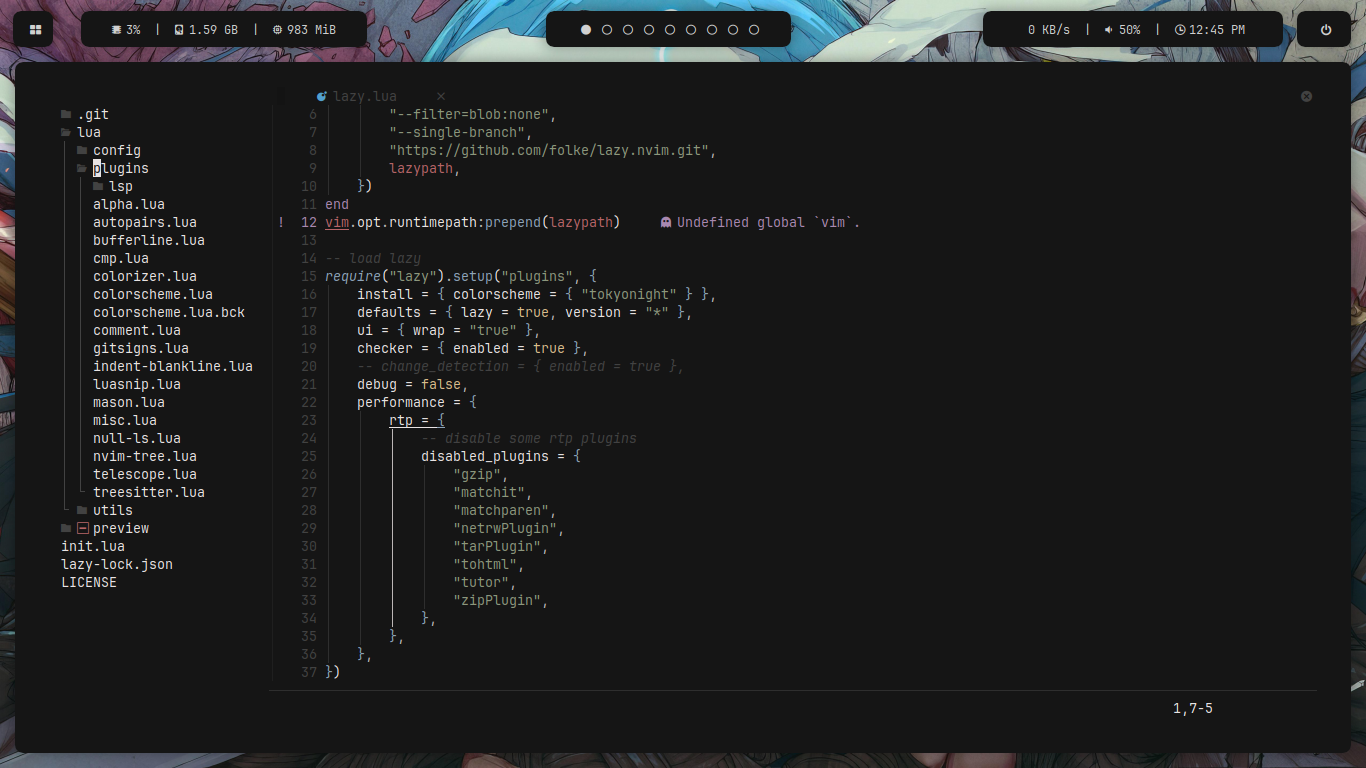 3% | 1.59 GB | 983 MiB
0 KB/s | 50% | 12:45 PM
.git
lua
config
plugins
lsp
alpha.lua
autopairs.lua
bufferline.lua
cmp.lua
colorizer.lua
colorscheme.lua
colorscheme.lua.bck
comment.lua
gitsigns.lua
indent-blankline.lua
luasnip.lua
mason.lua
misc.lua
null-ls.lua
nvim-tree.lua
telescope.lua
treesitter.lua
utils
preview
init.lua
lazy-lock.json
LICENSE
lazy.lua
6 "--filter=blob:none",
7 "--single-branch",
8 "https://github.com/folke/lazy.nvim.git",
9 lazypath,
10 })
11 end
! 12 vim.opt.runtimepath:prepend(lazypath) Undefined global `vim`.
13
14 -- load lazy
15 require("lazy").setup("plugins", {
16 install = { colorscheme = { "tokyonight" } },
17 defaults = { lazy = true, version = "*" },
18 ui = { wrap = "true" },
19 checker = { enabled = true },
20 -- change_detection = { enabled = true },
21 debug = false,
22 performance = {
23 rtp = {
24 -- disable some rtp plugins
25 disabled_plugins = {
26 "gzip",
27 "matchit",
28 "matchparen",
29 "netrwPlugin",
30 "tarPlugin",
31 "tohtml",
32 "tutor",
33 "zipPlugin",
34 },
35 },
36 },
37 })
1,7-5